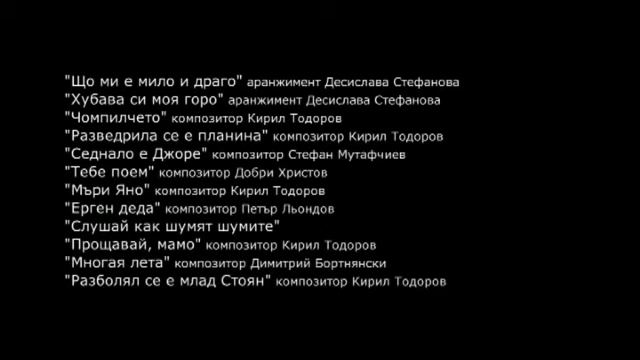 "Що ми е мило и драго" аранжимент Десислава Стефанова
"Хубава си моя горо" аранжимент Десислава Стефанова
"Чомпилчето" композитор Кирил Тодоров
"Разведрила се е планина" композитор Кирил Тодоров
"Седнало е Джоре" композитор Стефан Мутафчиев
"Тебе поем" композитор Добри Христов
"Мъри Яно" композитор Кирил Тодоров
"Ерген деда" композитор Петър Льондов
"Слушай как шумят шумите"
"Прощавай, мамо" композитор Кирил Тодоров
"Многая лета" композитор Димитрий Бортнянски
"Разболял се е млад Стоян" композитор Кирил Тодоров